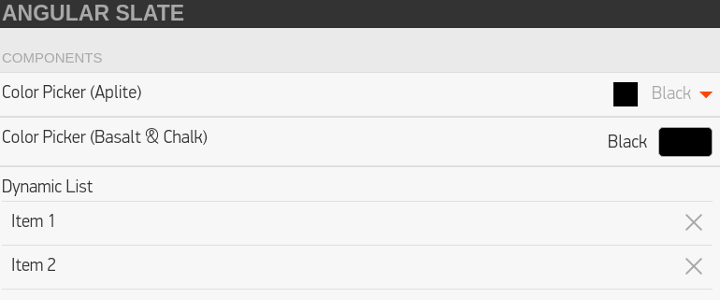 ANGULAR SLATE
COMPONENTS
Color Picker (Aplite) Black
Color Picker (Basalt & Chalk) Black
Dynamic List
Item 1
Item 2